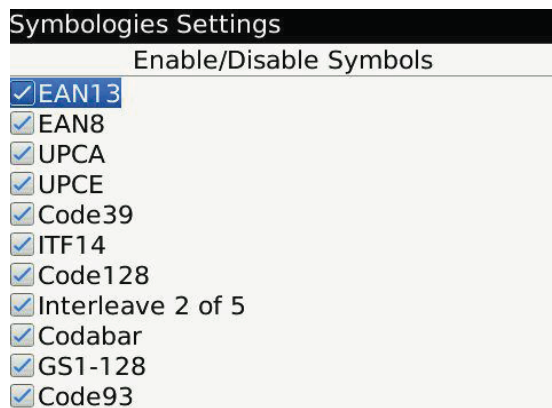 Symbologies Settings
Enable/Disable Symbols
EAN13
EAN8
UPCA
UPCE
Code39
ITF14
Code128
Interleave 2 of 5
Codabar
GS1-128
Code93